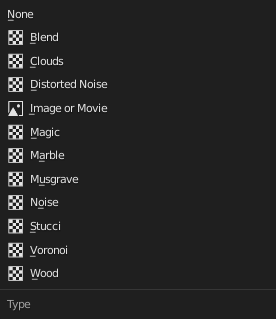 None
Blend
Clouds
Distorted Noise
Image or Movie
Magic
Marble
Musgrave
Noise
Stucci
Voronoi
Wood
Type